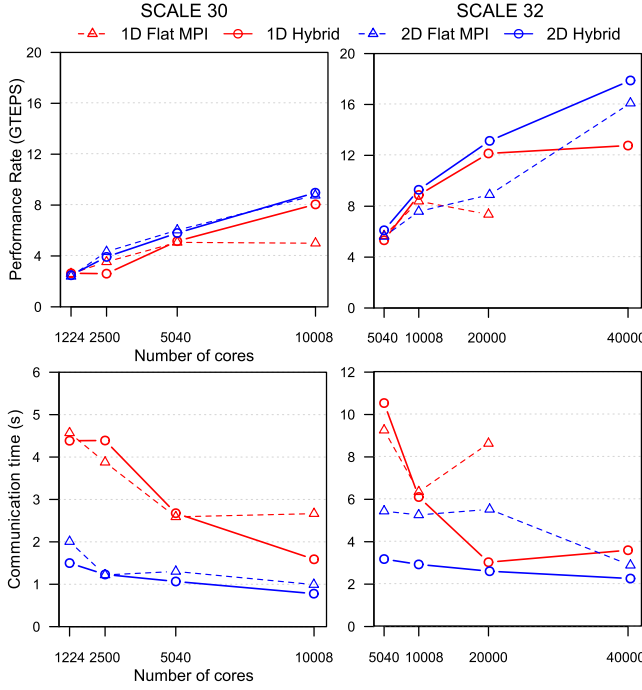 SCALE 30 SCALE 32
1D Flat MPI 1D Hybrid 2D Flat MPI 2D Hybrid
Performance Rate (GTEPS)
20
16
12
8
4
0
1224 2500 5040 10008
Number of cores
20
16
12
8
4
0
5040 10008 20000 40000
Communication time (s)
6
5
4
3
2
1
0
1224 2500 5040 10008
Number of cores
12
10
8
6
4
2
0
5040 10008 20000 40000